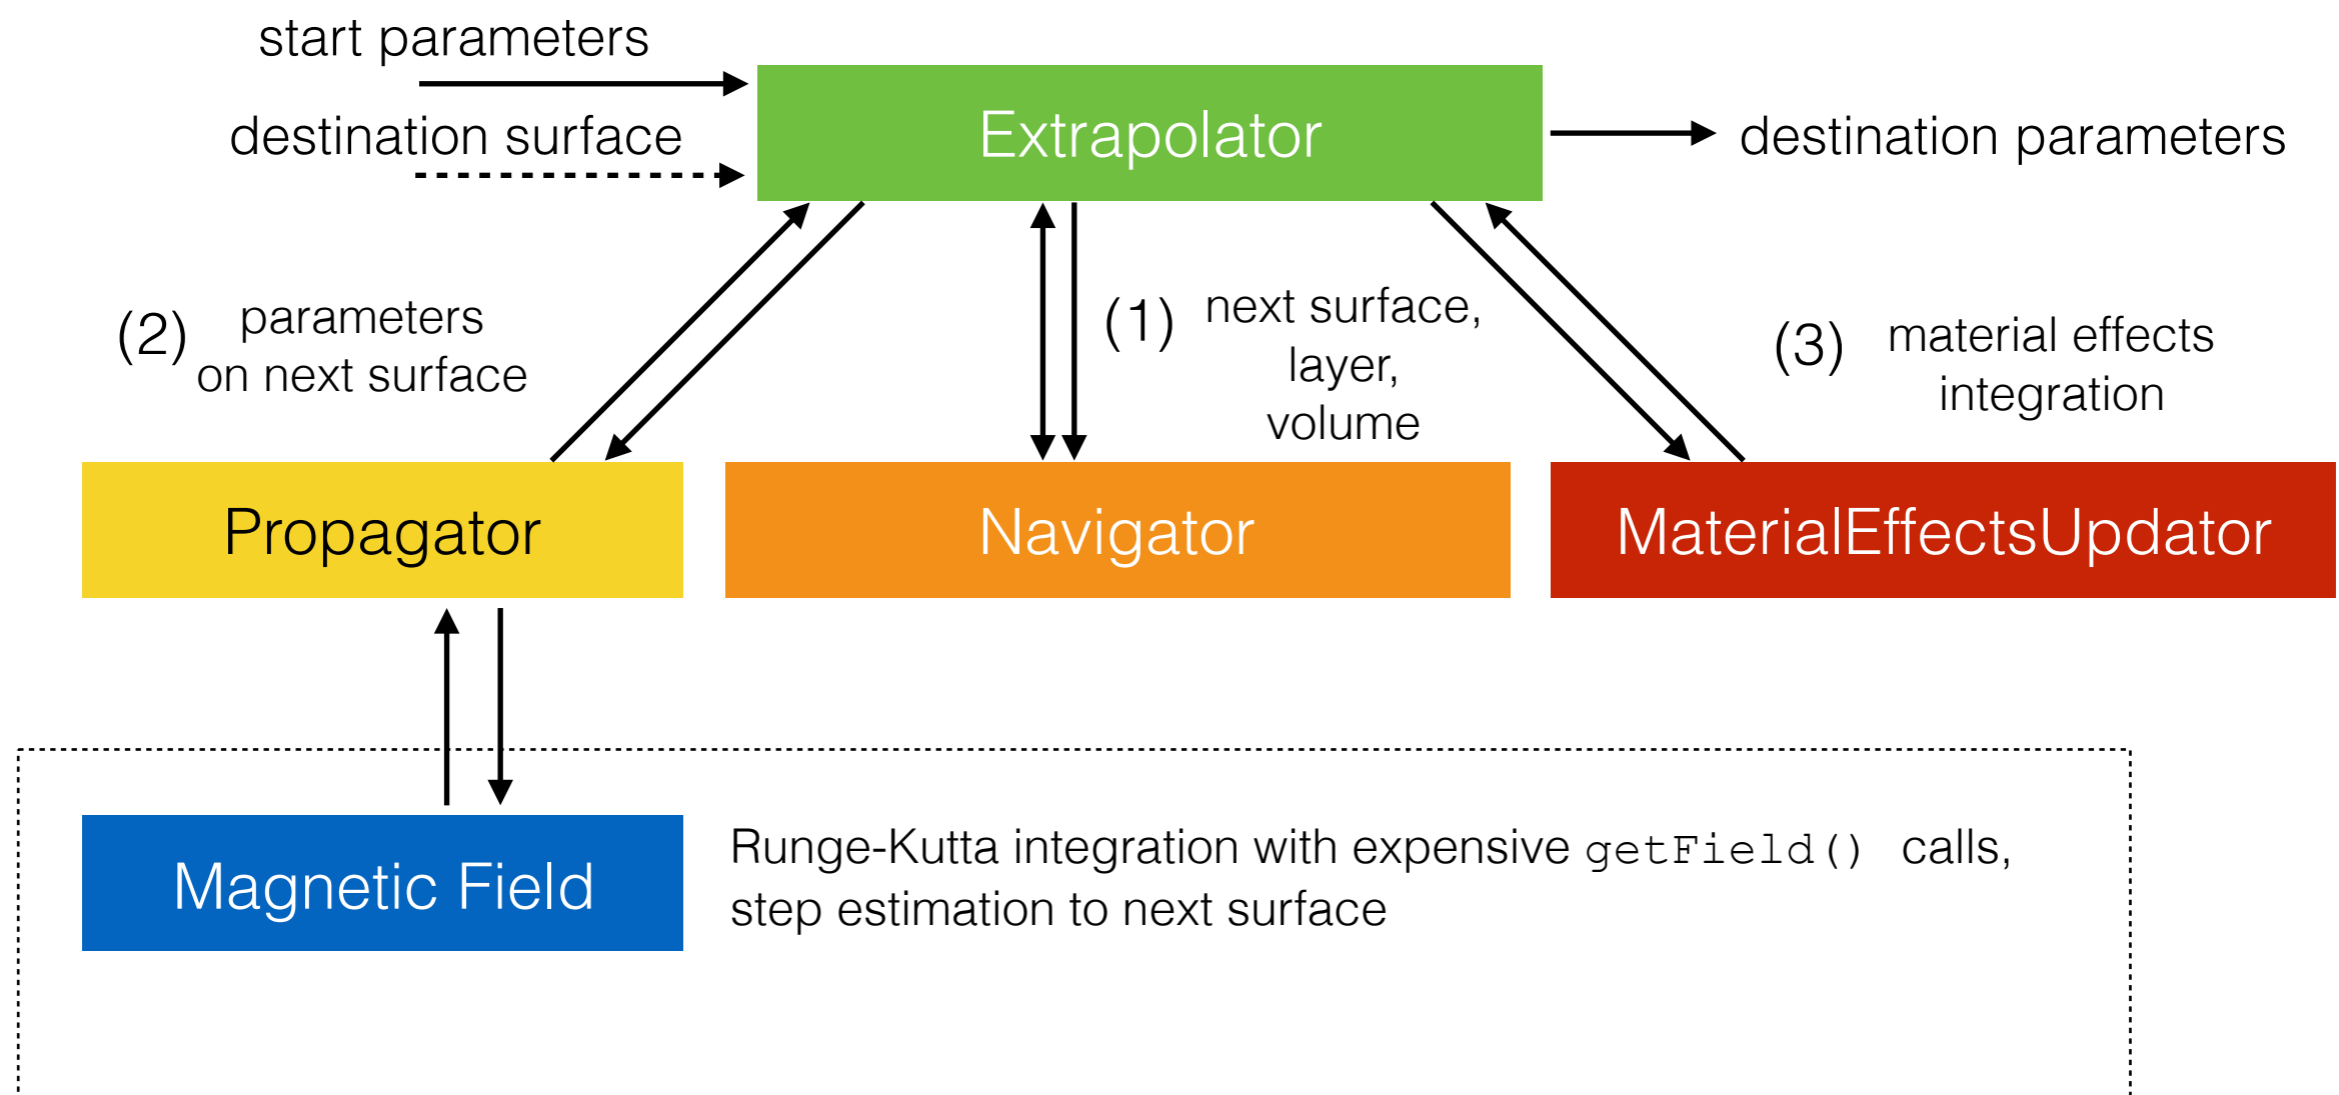 start parameters
destination surface
Extrapolator
destination parameters
(2) parameters
on next surface
(1) next surface,
layer,
volume
(3) material effects
integration
Propagator
Navigator
MaterialEffectsUpdator
Magnetic Field
Runge-Kutta integration with expensive getField() calls,
step estimation to next surface